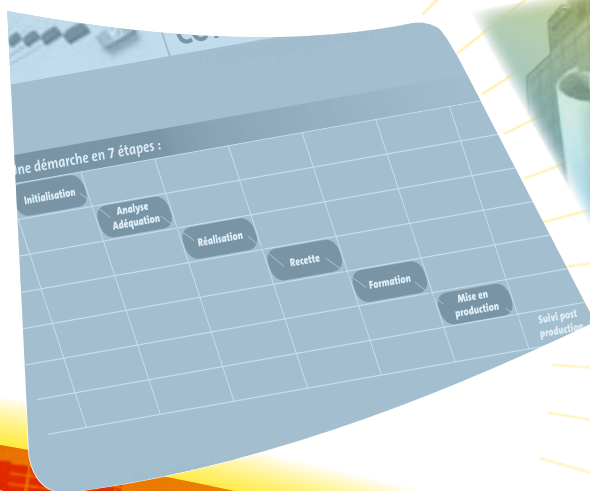 Une démarche en 7 étapes :
Initialisation
Analyse
Adéquation
Réalisation
Recette
Formation
Mise en
production
Suivi post
production